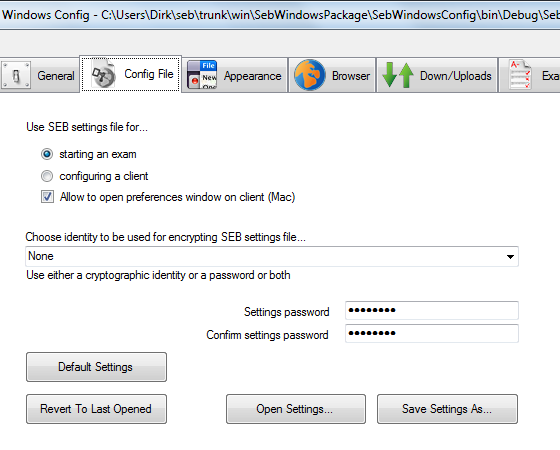 Windows Config - C:\Users\Dirk\seb\trunk\win\SebWindowsPackage\SebWindowsConfig\bin\Debug\Seb
General
Config File
File
New
Appearance
Browser
Down/Uploads
A+
Exa
Use SEB settings file for...
starting an exam
configuring a client
Allow to open preferences window on client (Mac)
Choose identity to be used for encrypting SEB settings file...
None
Use either a cryptographic identity or a password or both
Settings password
Confirm settings password
Default Settings
Revert To Last Opened
Open Settings...
Save Settings As...